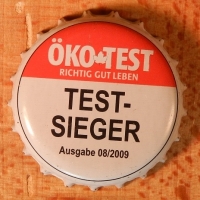 ÖKO TEST
RICHTIG GUT LEBEN
TEST-
SIEGER
Ausgabe 08/2009